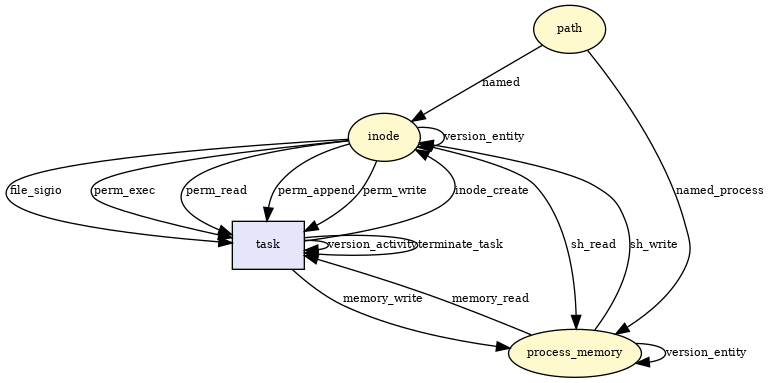 path
named
inode
version_entity
file_sigio
perm_exec
perm_read
perm_append
perm_write
inode_create
named_process
task
version_activity
terminate_task
sh_read
sh_write
memory_write
memory_read
process_memory
version_entity